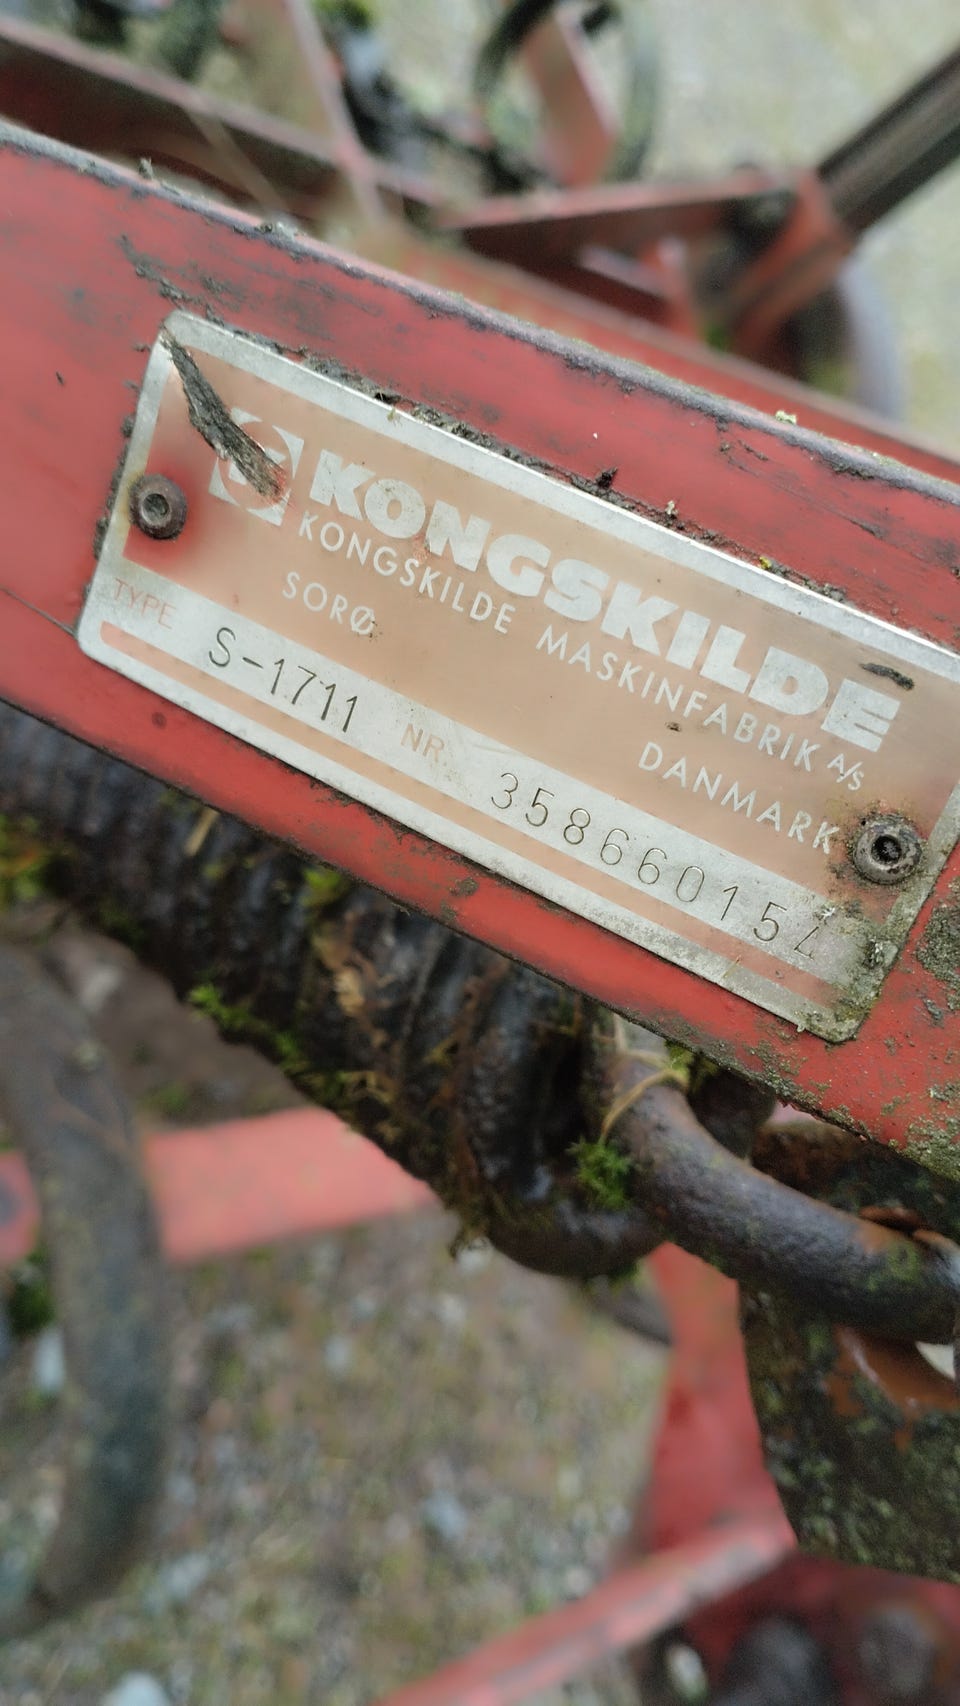 KONGSKILDE
KONGSKILDE MASKINFABRIK A/S
SORØ DANMARK
TYPE S-1711 NR 358660154